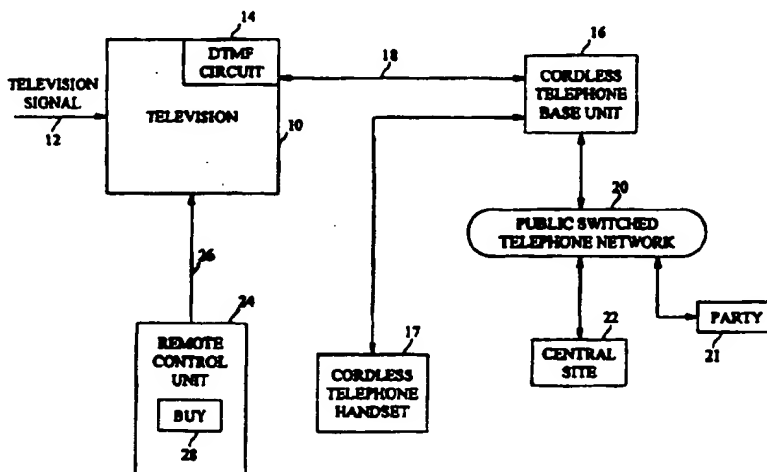 14
DTMF
CIRCUIT
18
16
CORDLESS
TELEPHONE
BASE UNIT
TELEVISION
SIGNAL
12
TELEVISION
10
20
PUBLIC SWITCHED
TELEPHONE NETWORK
26
24
REMOTE
CONTROL
UNIT
BUY
28
17
CORDLESS
TELEPHONE
HANDSET
22
CENTRAL
SITE
PARTY
21